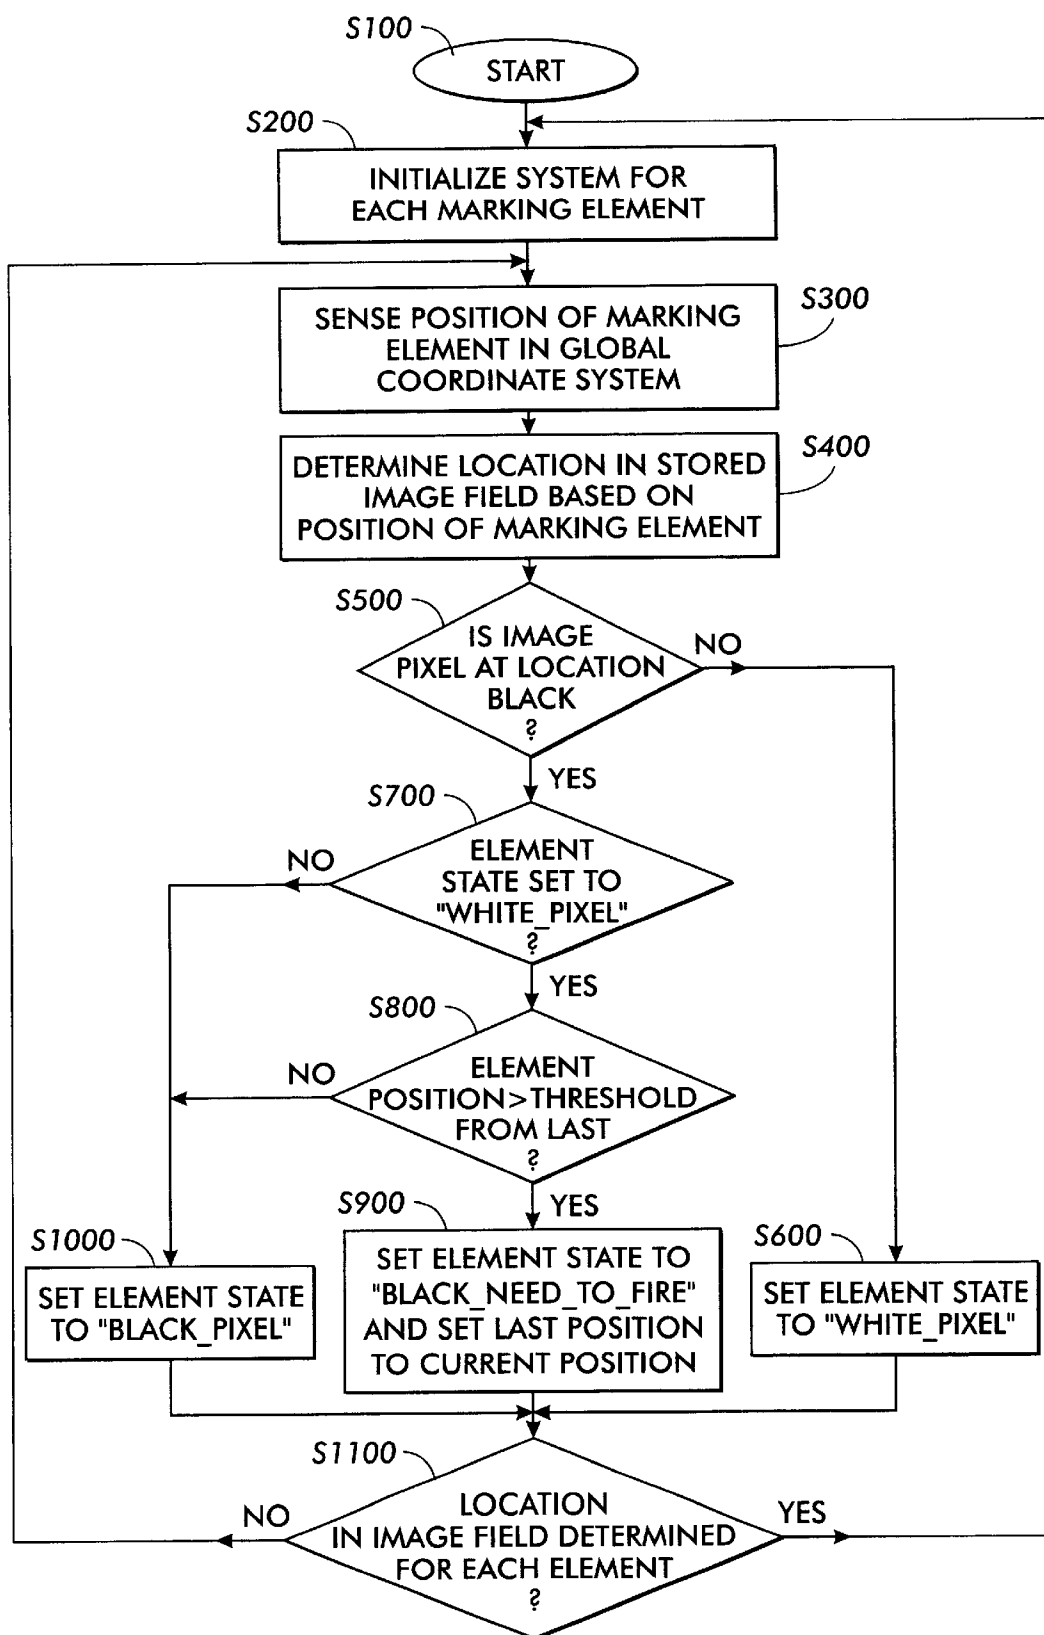 S100
START
S200
INITIALIZE SYSTEM FOR
EACH MARKING ELEMENT
S300
SENSE POSITION OF MARKING
ELEMENT IN GLOBAL
COORDINATE SYSTEM
S400
DETERMINE LOCATION IN STORED
IMAGE FIELD BASED ON
POSITION OF MARKING ELEMENT
S500
IS IMAGE
PIXEL AT LOCATION
BLACK
?
NO
YES
S700
ELEMENT
STATE SET TO
"WHITE_PIXEL"
?
NO
YES
S800
ELEMENT
POSITION>THRESHOLD
FROM LAST
?
NO
YES
S900
SET ELEMENT STATE TO
"BLACK_NEED_TO_FIRE"
AND SET LAST POSITION
TO CURRENT POSITION
S1000
SET ELEMENT STATE
TO "BLACK_PIXEL"
S600
SET ELEMENT STATE
TO "WHITE_PIXEL"
S1100
LOCATION
IN IMAGE FIELD DETERMINED
FOR EACH ELEMENT
?
NO
YES